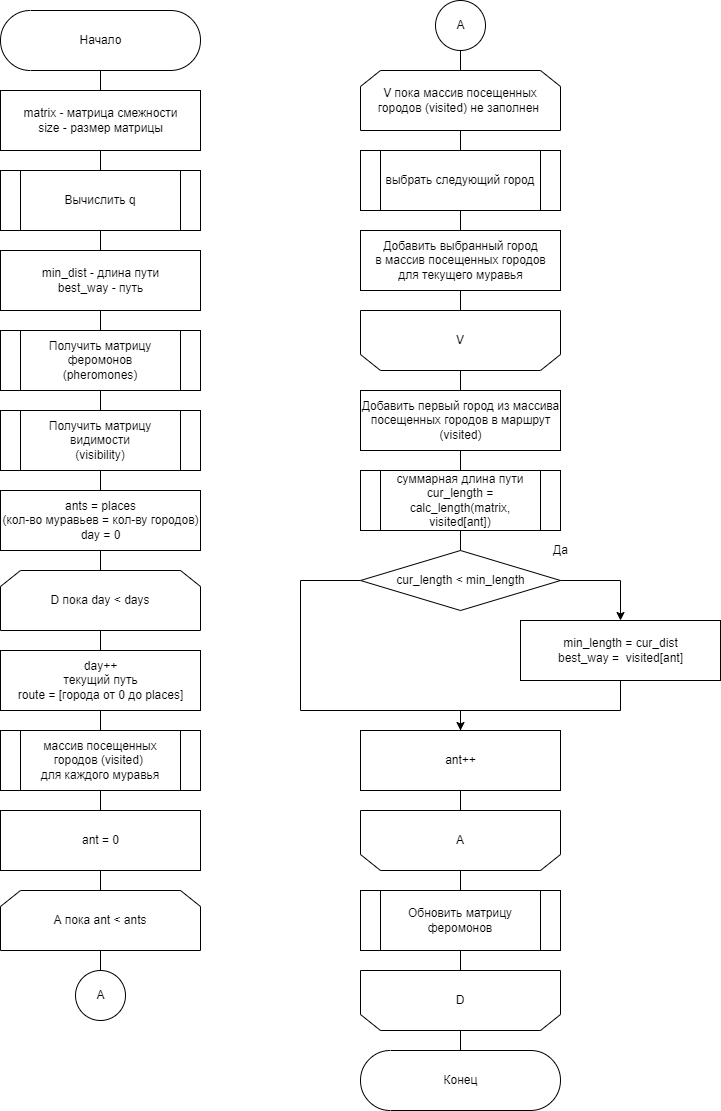 Начало
matrix - матрица смежности
size - размер матрицы
Вычислить q
min_dist - длина пути
best_way - путь
Получить матрицу
феромонов
(pheromones)
Получить матрицу
видимости
(visibility)
ants = places
(кол-во муравьев = кол-ву городов)
day = 0
D пока day < days
day++
текущий путь
route = [города от 0 до places]
массив посещенных
городов (visited)
для каждого муравья
ant = 0
A пока ant < ants
A
A
V пока массив посещенных
городов (visited) не заполнен
выбрать следующий город
Добавить выбранный город
в массив посещенных городов
для текущего муравья
V
Добавить первый город из массива
посещенных городов в маршрут
(visited)
суммарная длина пути
cur_length =
calc_length(matrix,
visited[ant])
Да
cur_length < min_length
min_length = cur_dist
best_way = visited[ant]
ant++
A
Обновить матрицу
феромонов
D
Конец